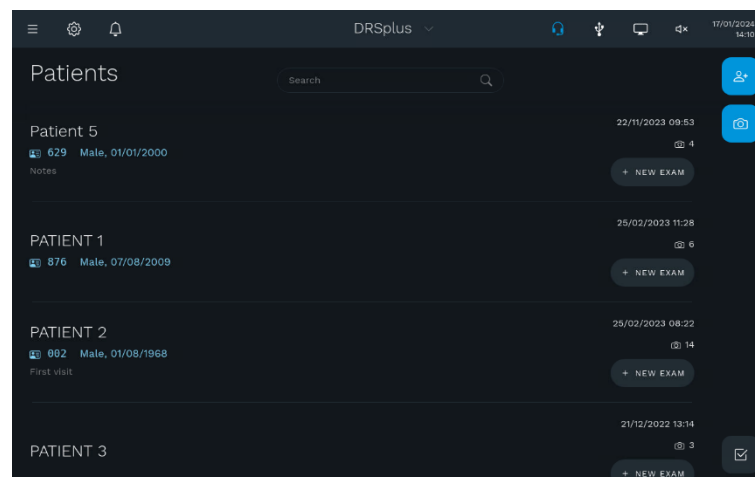 DRSplus
17/01/2024
14:10
Patients
Search
Patient 5
629 Male, 01/01/2000
Notes
22/11/2023 09:53
4
+ NEW EXAM
PATIENT 1
876 Male, 07/08/2009
25/02/2023 11:28
6
+ NEW EXAM
PATIENT 2
002 Male, 01/08/1968
First visit
25/02/2023 08:22
14
+ NEW EXAM
PATIENT 3
21/12/2022 13:14
3
+ NEW EXAM